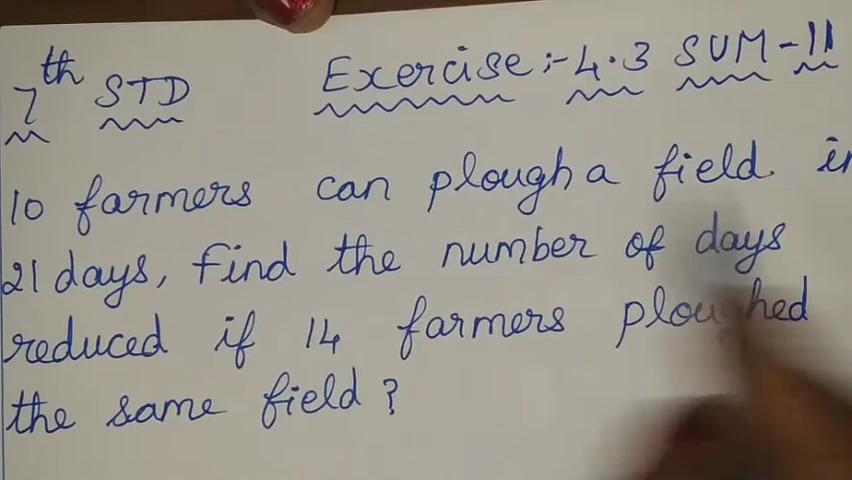 7th STD Exercise:- 4.3 SUM-11
10 farmers can plough a field in
21 days, find the number of days
reduced if 14 farmers ploughed
the same field?